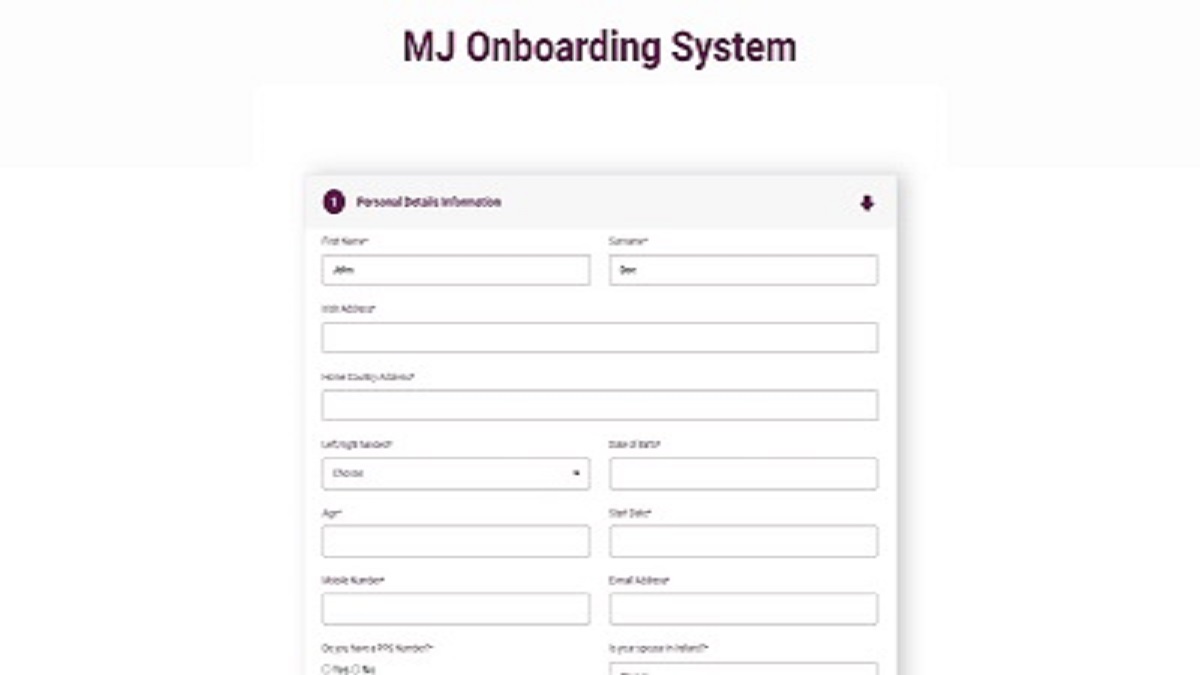 MJ Onboarding System
1 Personal Details Information
First Name* Surname*
John Doe
Irish Address*
Home Country Address*
Left/right handed? Date of Birth*
Choose
Age* Start Date*
Mobile Number* Email Address*
Do you have a PPS Number?* Is your spouse in Ireland?*
Yes No